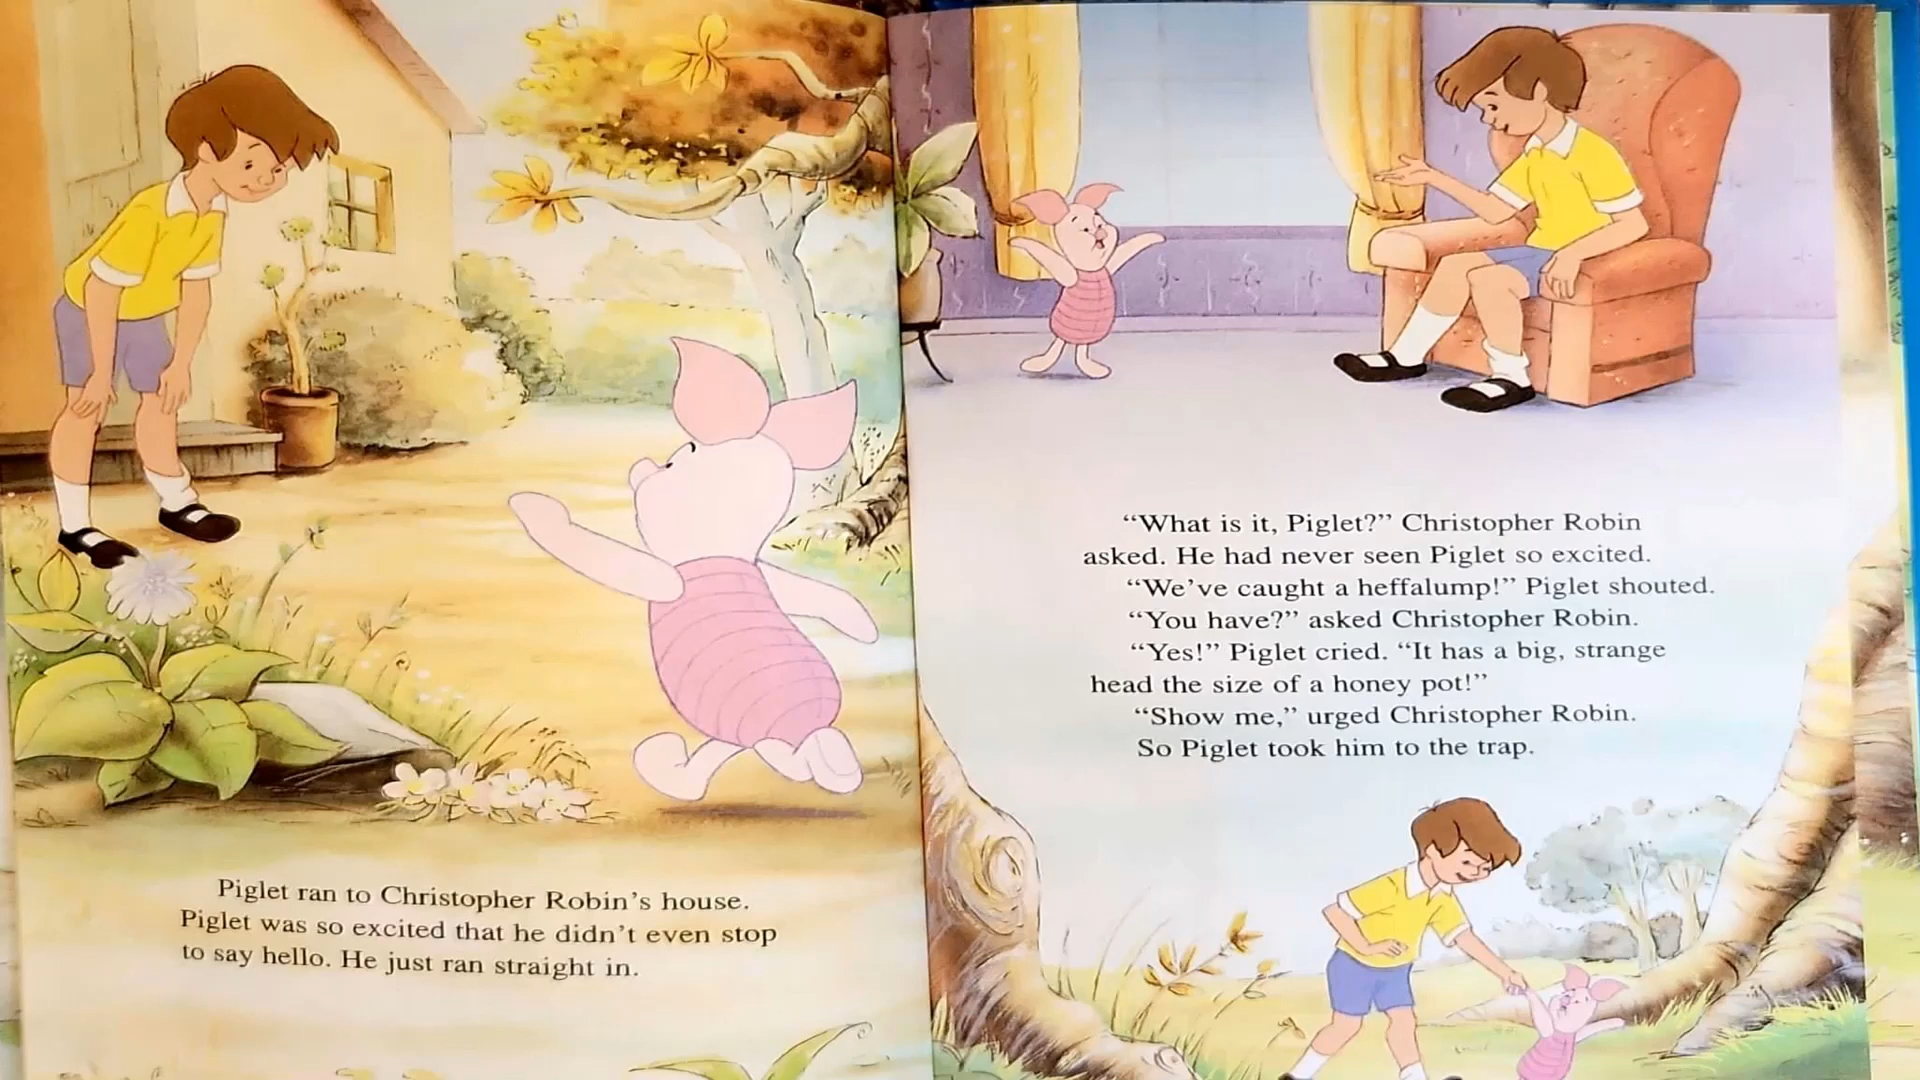 Piglet ran to Christopher Robin's house.
Piglet was so excited that he didn't even stop
to say hello. He just ran straight in.
“What is it, Piglet?” Christopher Robin
asked. He had never seen Piglet so excited.
“We've caught a heffalump!” Piglet shouted.
“You have?” asked Christopher Robin.
“Yes!” Piglet cried. “It has a big, strange
head the size of a honey pot!”
“Show me,” urged Christopher Robin.
So Piglet took him to the trap.